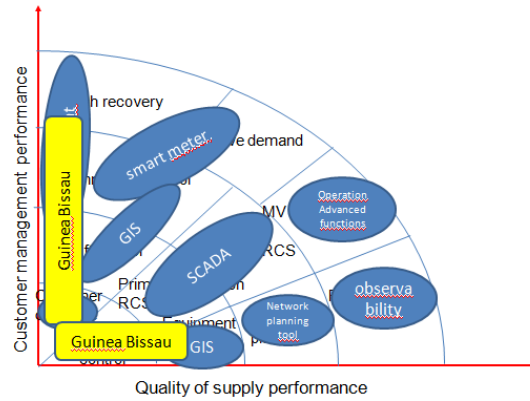 Customer management performance
h recovery
smart meter
ve demand
Guinea Bissau
GIS
SCADA
Operation
Advanced
functions
MV
RCS
observa
bility
Prim
RCS
Equipment
Network
planning
tool
Guinea Bissau
GIS
Quality of supply performance